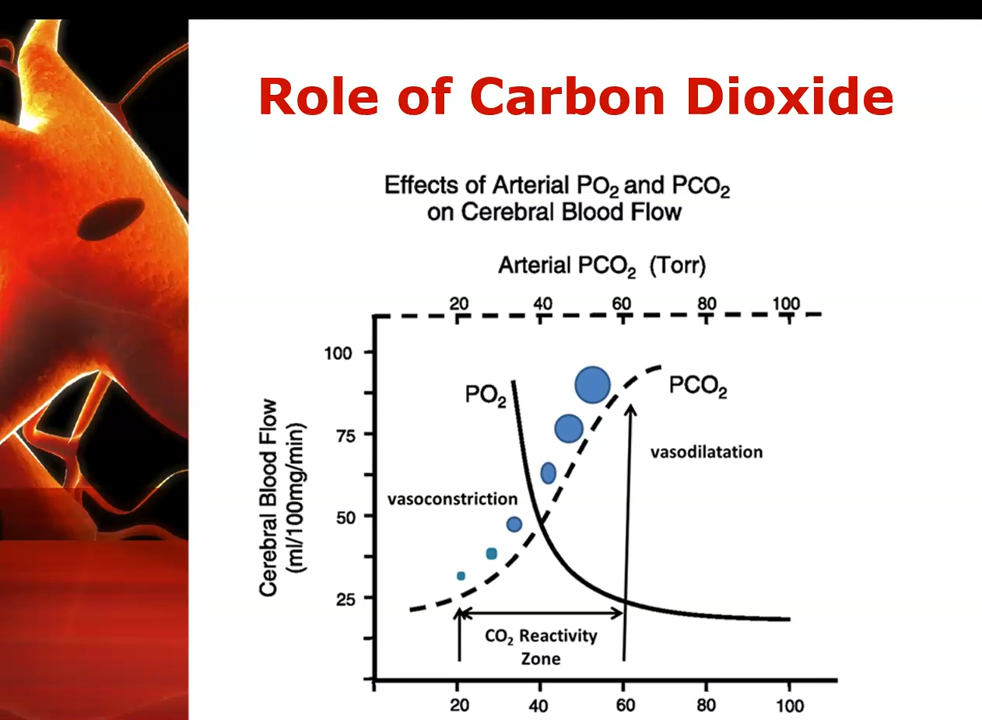 Role of Carbon Dioxide
Effects of Arterial PO₂ and PCO₂
on Cerebral Blood Flow
Arterial PCO₂ (Torr)
20 40 60 80 100
100
75
50
25
Cerebral Blood Flow
(ml/100mg/min)
PO₂
PCO₂
vasodilatation
vasoconstriction
CO₂ Reactivity
Zone
20 40 60 80 100